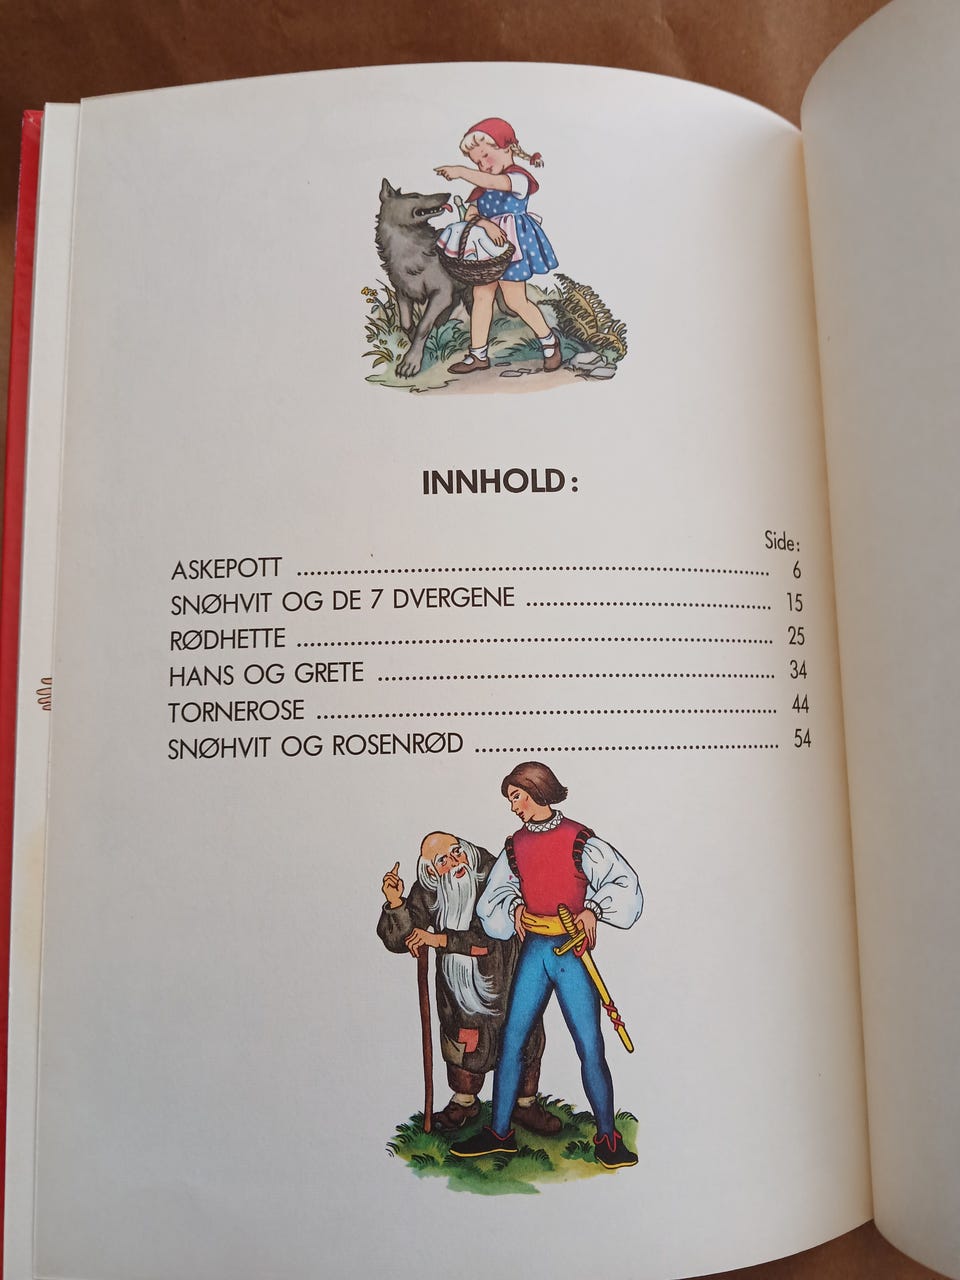 INNHOLD:
Side:
ASKEPOTT ........................................................................ 6
SNØHVIT OG DE 7 DVERGENE ..................................... 15
RØDHETTE ........................................................................ 25
HANS OG GRETE ............................................................ 34
TORNEROSE ..................................................................... 44
SNØHVIT OG ROSENRØD .............................................. 54